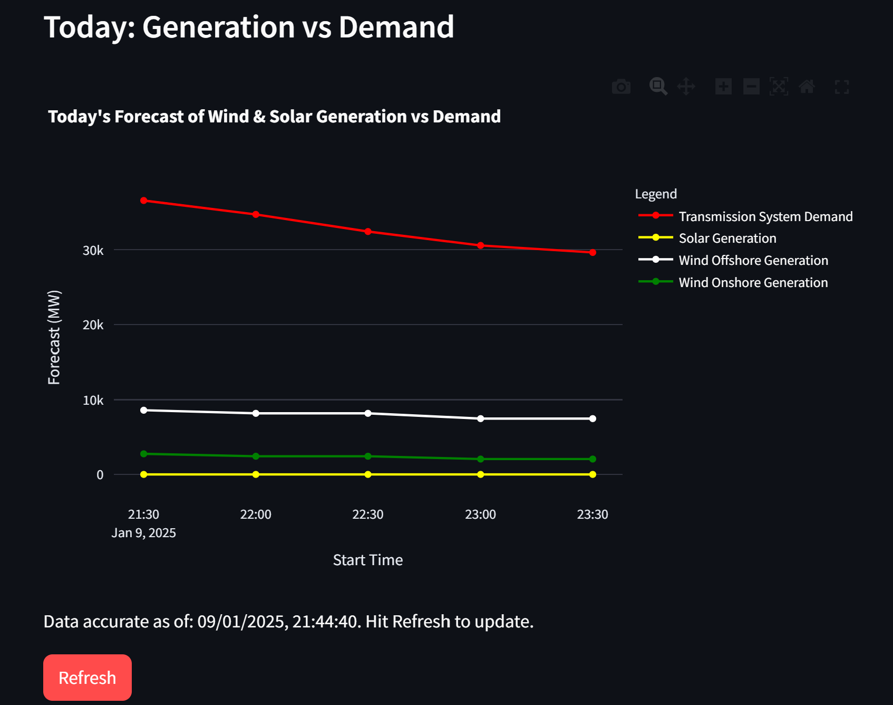 Today: Generation vs Demand
Today's Forecast of Wind & Solar Generation vs Demand
Legend
Transmission System Demand
Solar Generation
Wind Offshore Generation
Wind Onshore Generation
Forecast (MW)
30k
20k
10k
0
21:30 22:00 22:30 23:00 23:30
Jan 9, 2025
Start Time
Data accurate as of: 09/01/2025, 21:44:40. Hit Refresh to update.
Refresh